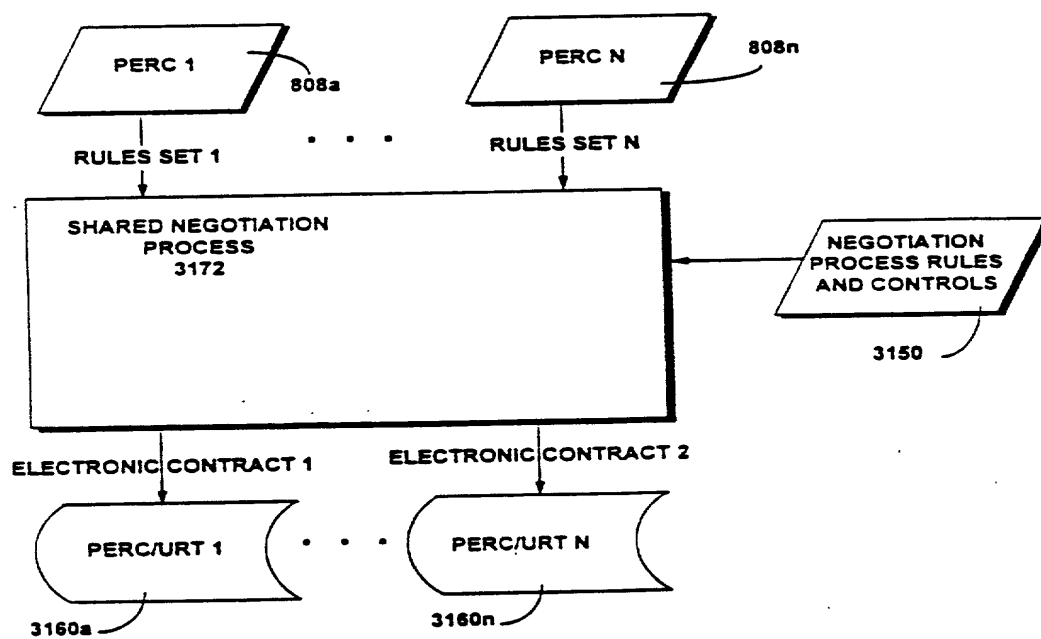 PERC 1
808a
PERC N
808n
RULES SET 1
RULES SET N
SHARED NEGOTIATION
PROCESS
3172
NEGOTIATION
PROCESS RULES
AND CONTROLS
3150
ELECTRONIC CONTRACT 1
ELECTRONIC CONTRACT 2
PERC/URT 1
PERC/URT N
3160a
3160n